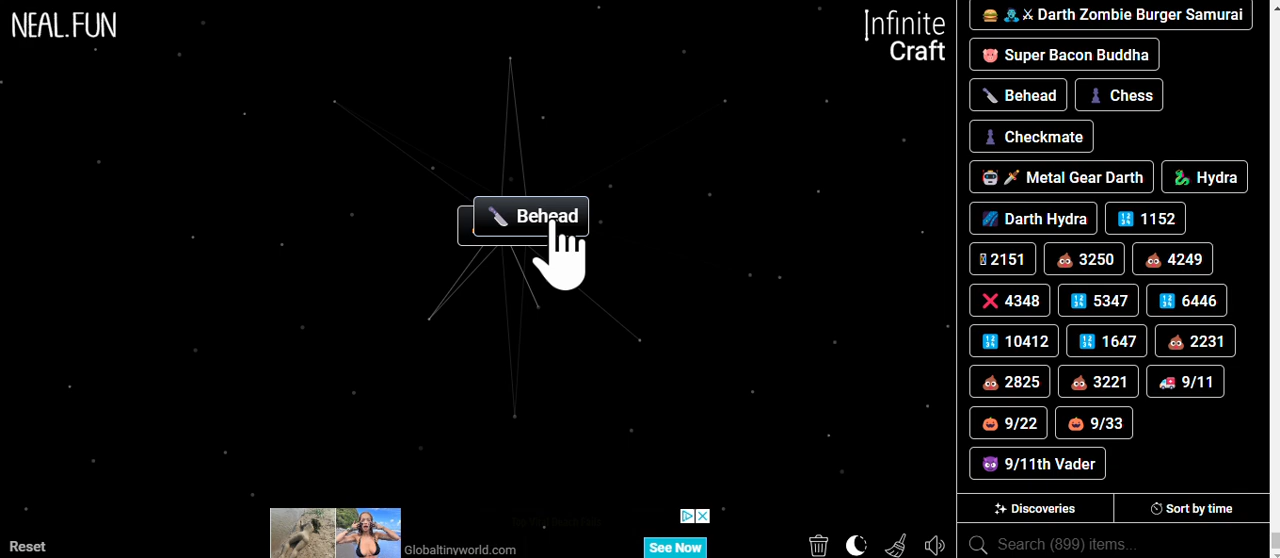 NEAL.FUN
Infinite
Craft
Behead
Darth Zombie Burger Samurai
Super Bacon Buddha
Behead Chess
Checkmate
Metal Gear Darth Hydra
Darth Hydra 1152
2151 3250 4249
4348 5347 6446
10412 1647 2231
2825 3221 9/11
9/22 9/33
9/11th Vader
Discoveries Sort by time
Search (899) items...
Reset
Globaltinyworld.com
See Now